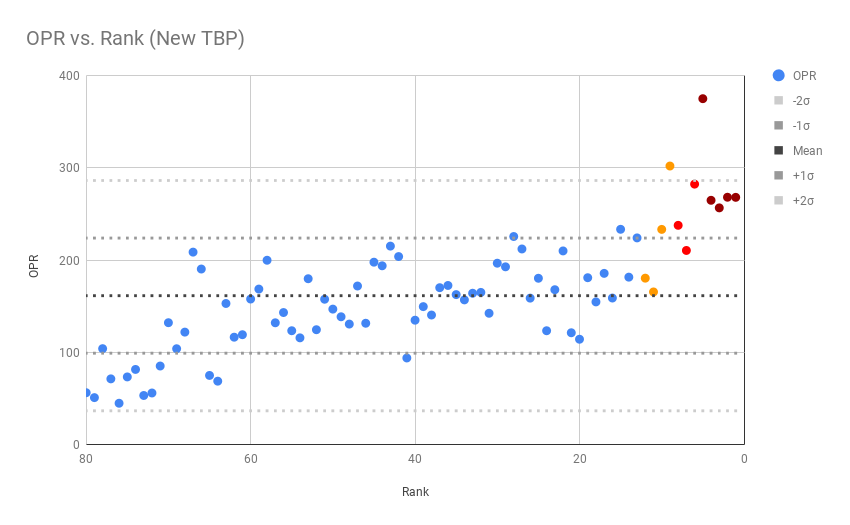 OPR vs. Rank (New TBP)
400
300
200
100
0
80
60
40
20
0
OPR
Rank
OPR
-2σ
-1σ
Mean
+1σ
+2σ